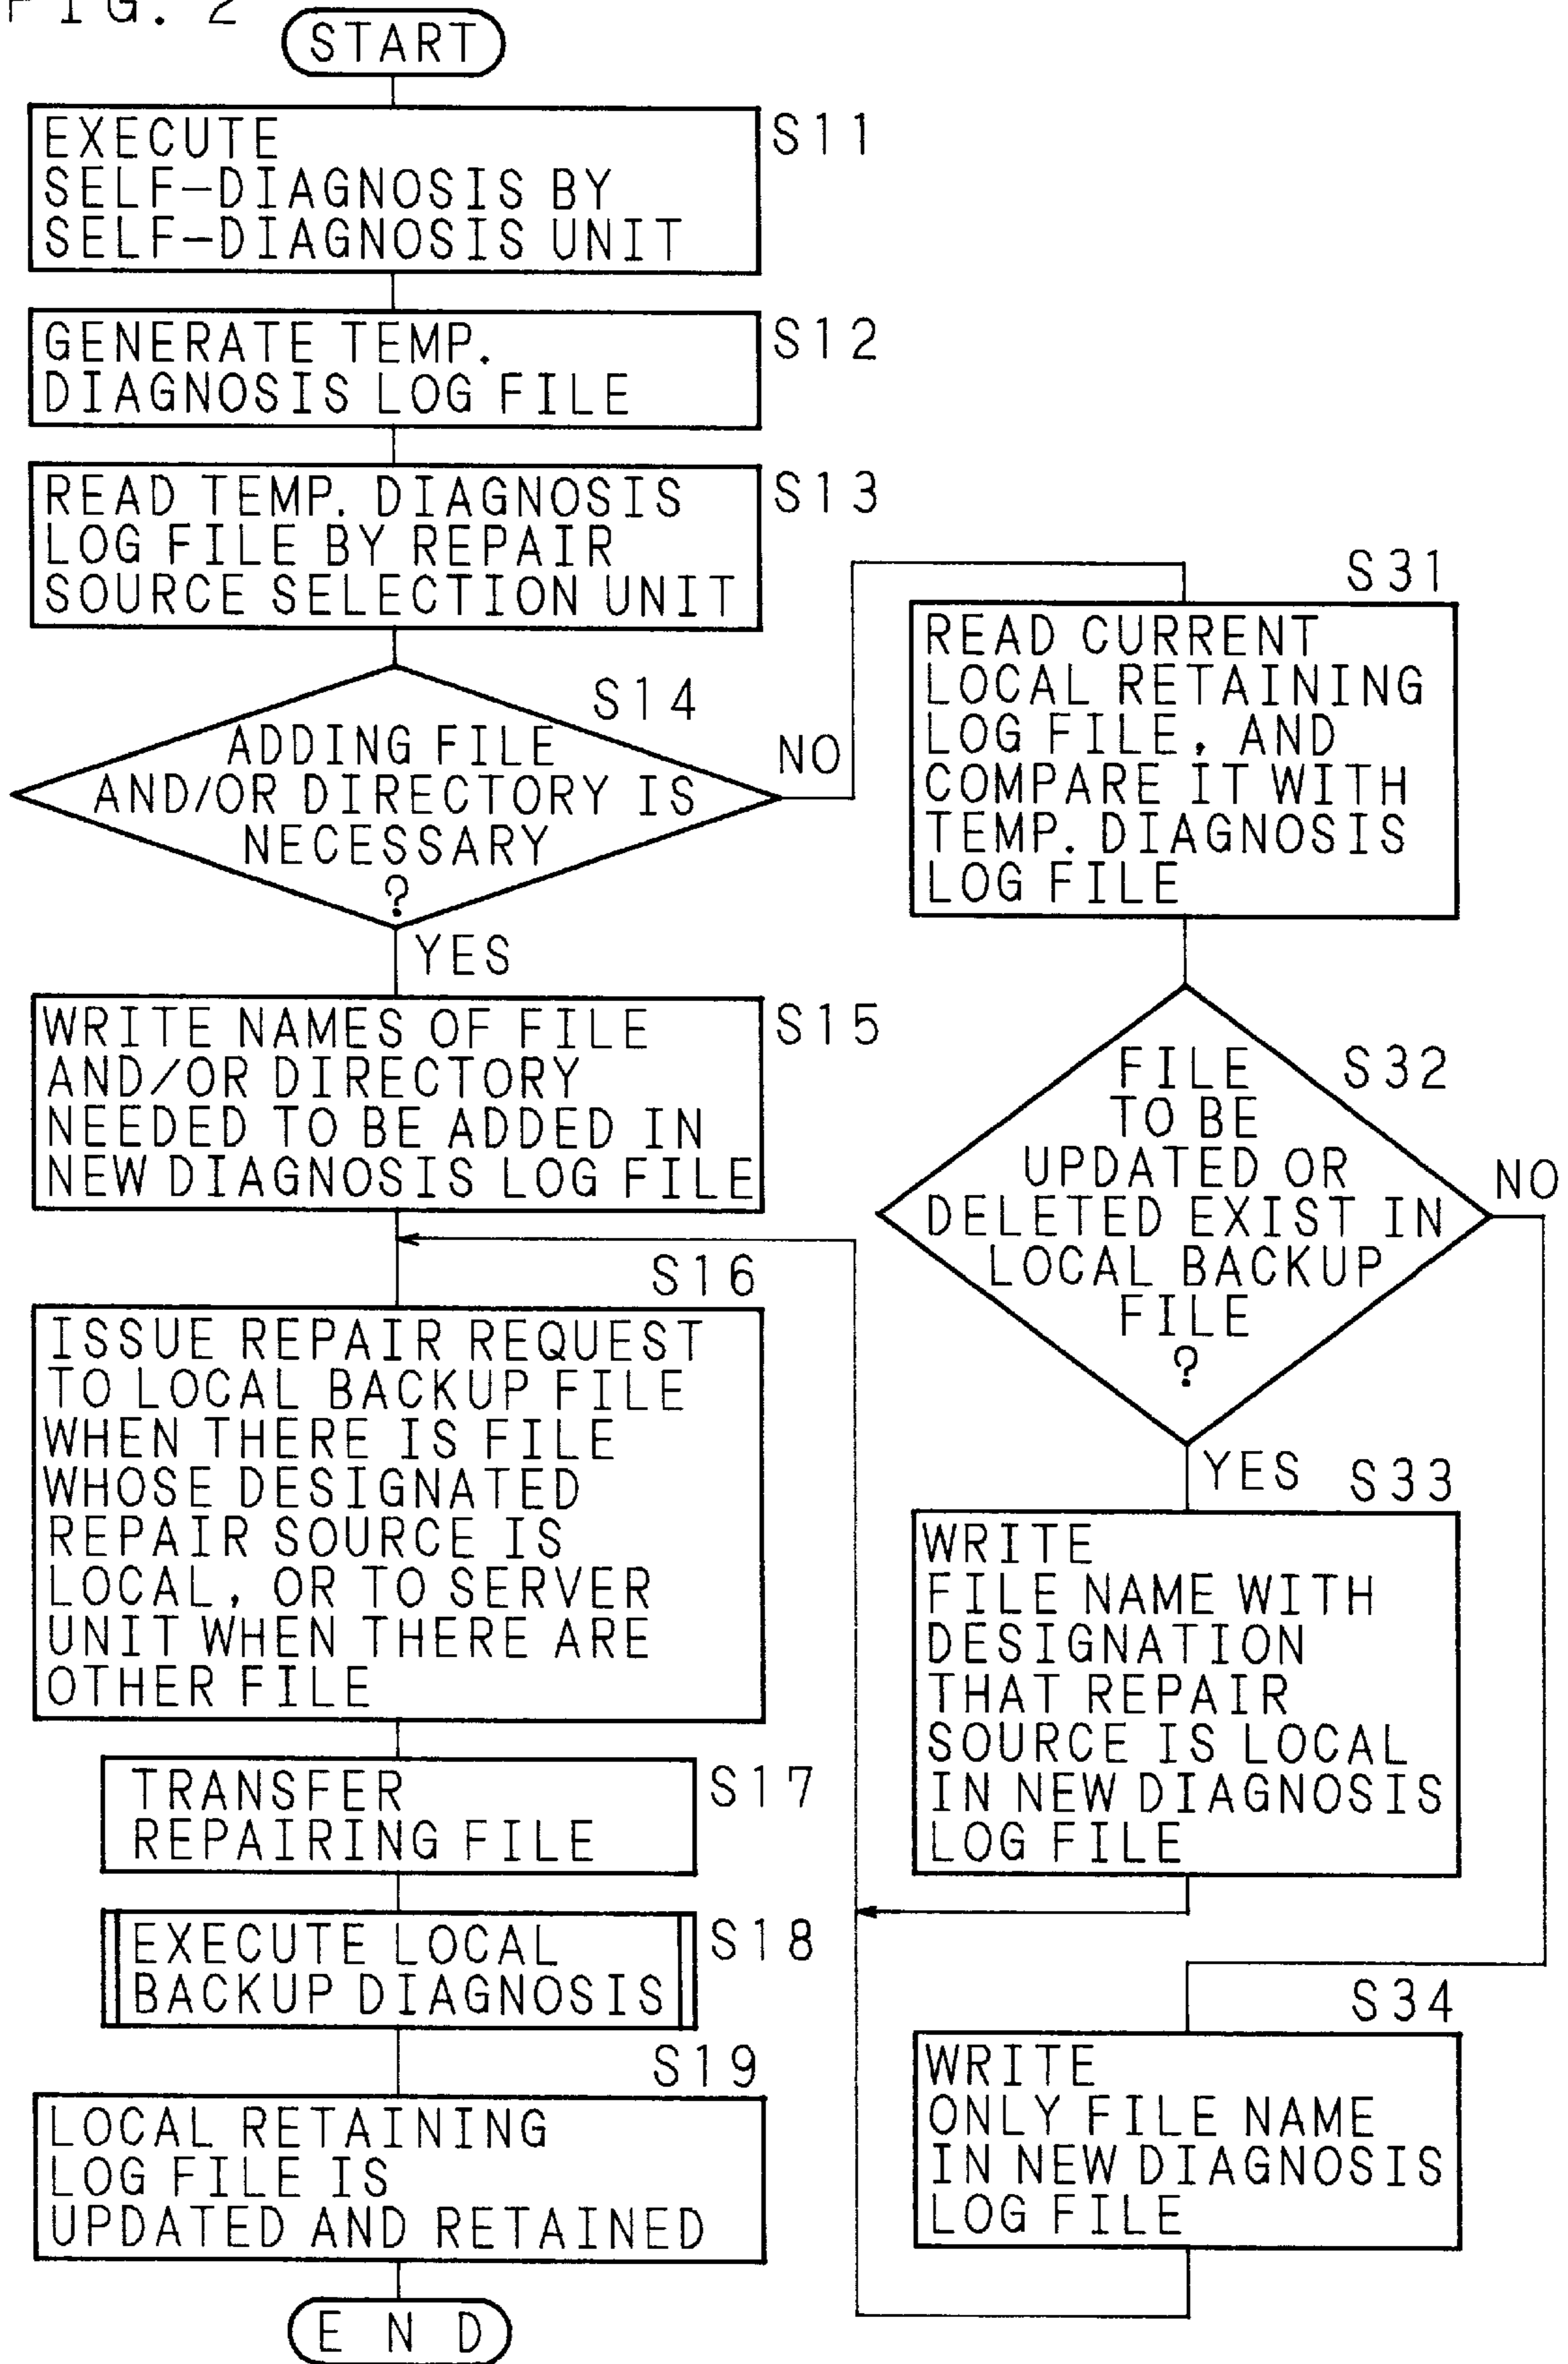 FIG. 2
START
EXECUTE
SELF-DIAGNOSIS BY
SELF-DIAGNOSIS UNIT
S11
GENERATE TEMP.
DIAGNOSIS LOG FILE
S12
READ TEMP. DIAGNOSIS
LOG FILE BY REPAIR
SOURCE SELECTION UNIT
S13
S14
ADDING FILE
AND/OR DIRECTORY IS
NECESSARY
?
NO
YES
WRITE NAMES OF FILE
AND/OR DIRECTORY
NEEDED TO BE ADDED IN
NEW DIAGNOSIS LOG FILE
S15
S16
ISSUE REPAIR REQUEST
TO LOCAL BACKUP FILE
WHEN THERE IS FILE
WHOSE DESIGNATED
REPAIR SOURCE IS
LOCAL, OR TO SERVER
UNIT WHEN THERE ARE
OTHER FILE
TRANSFER
REPAIRING FILE
S17
EXECUTE LOCAL
BACKUP DIAGNOSIS
S18
S19
LOCAL RETAINING
LOG FILE IS
UPDATED AND RETAINED
END
S31
READ CURRENT
LOCAL RETAINING
LOG FILE, AND
COMPARE IT WITH
TEMP. DIAGNOSIS
LOG FILE
S32
FILE
TO BE
UPDATED OR
DELETED EXIST IN
LOCAL BACKUP
FILE
?
NO
YES
S33
WRITE
FILE NAME WITH
DESIGNATION
THAT REPAIR
SOURCE IS LOCAL
IN NEW DIAGNOSIS
LOG FILE
S34
WRITE
ONLY FILE NAME
IN NEW DIAGNOSIS
LOG FILE